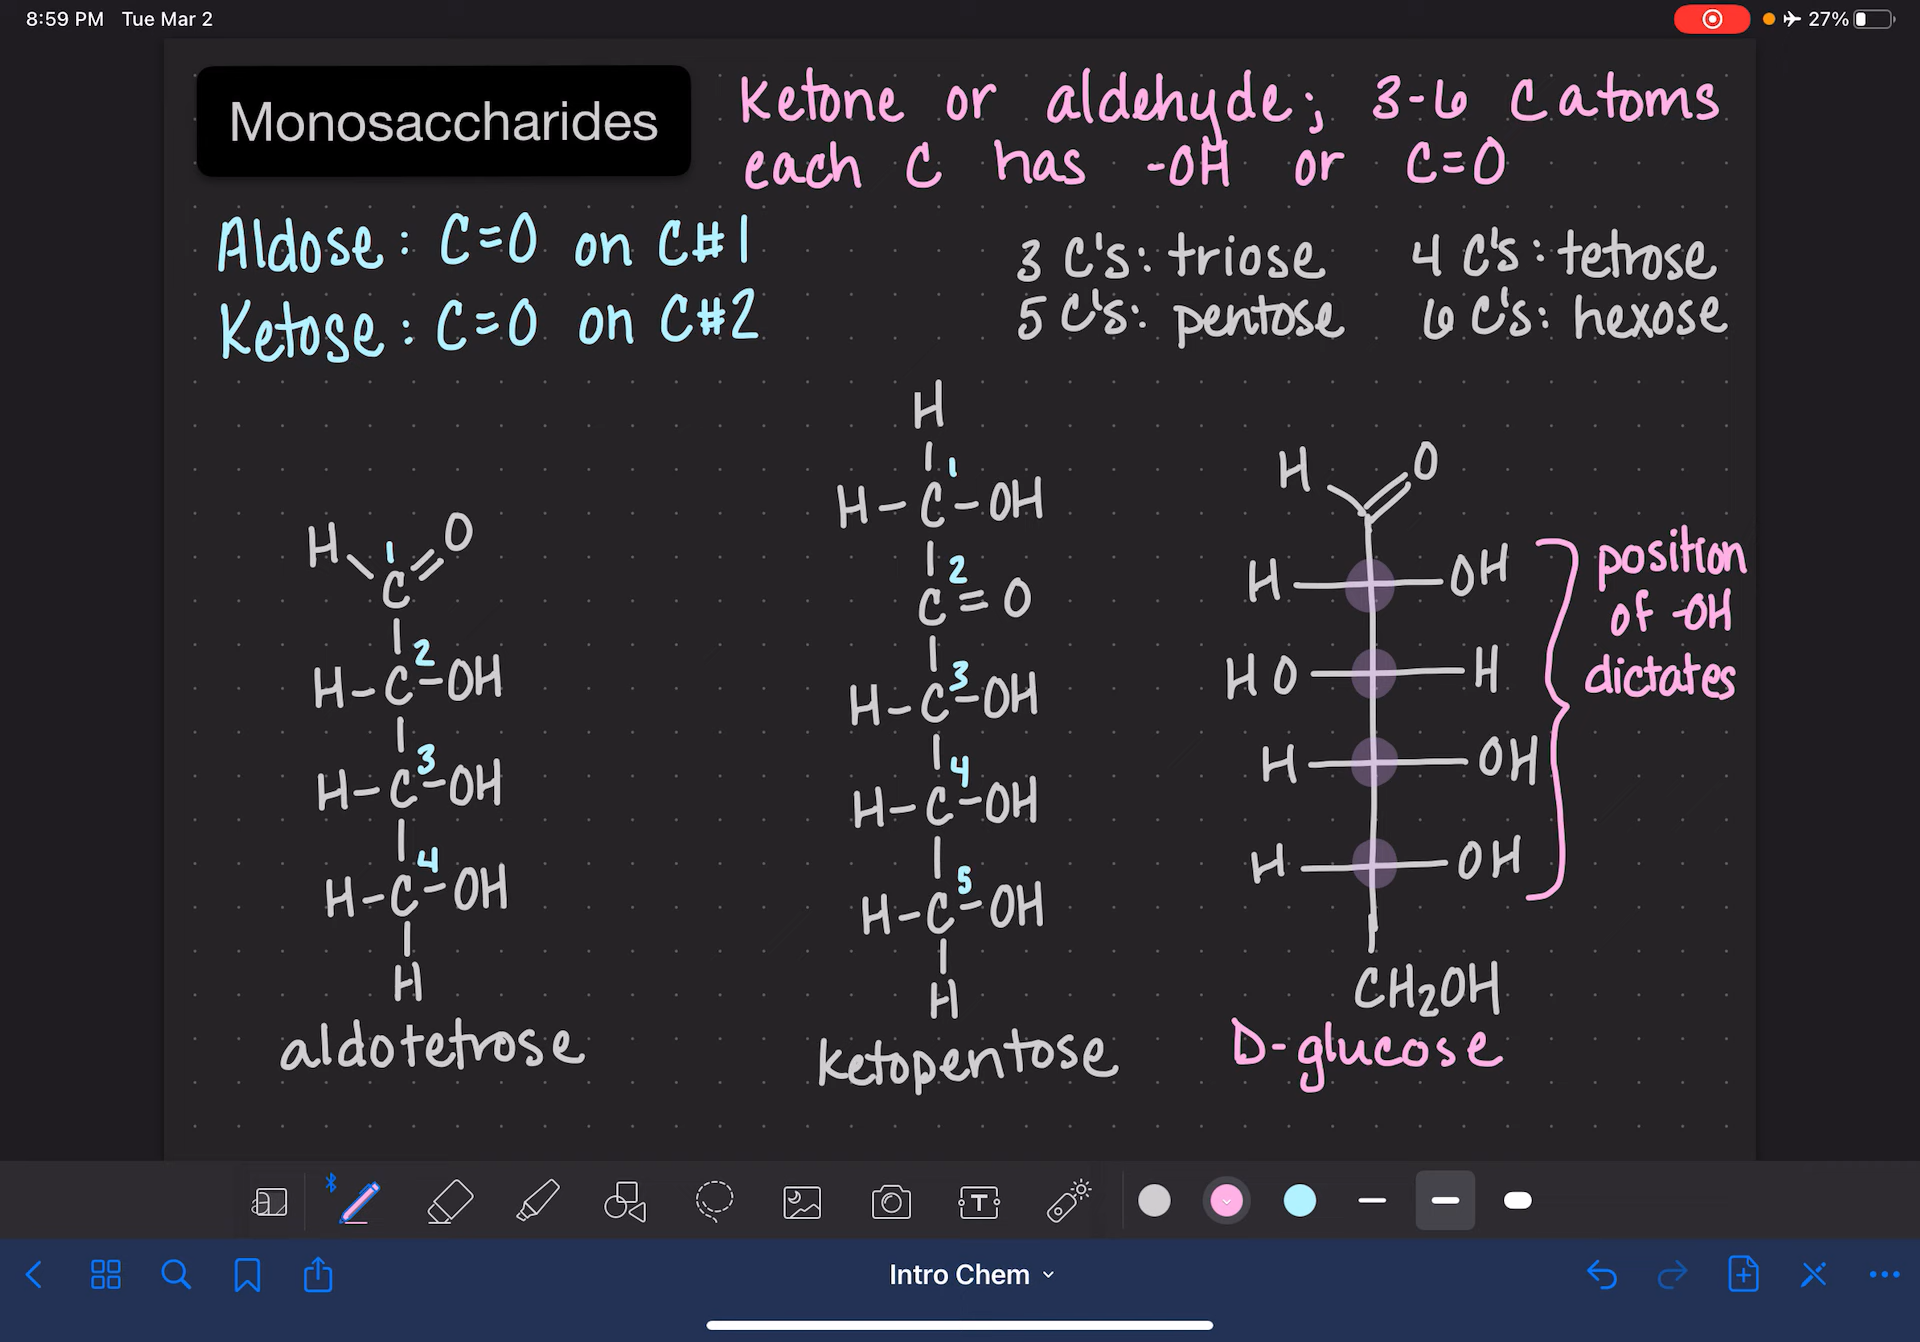 8:59 PM Tue Mar 2
27%
Monosaccharides
Ketone or aldehyde; 3-6 C atoms
each C has -OH or C=O
Aldose: C=O on C#1
Ketose: C=O on C#2
3 C's: triose 4 C's: tetrose
5 C's: pentose 6 C's: hexose
H O
1
C
2
H-C-OH
3
H-C-OH
4
H-C-OH
H
aldotetrose
H
1
H-C-OH
2
C=O
3
H-C-OH
4
H-C-OH
5
H-C-OH
H
ketopentose
H O
H OH
HO H
H OH
H OH
CH₂OH
D-glucose
position
of -OH
dictates
a
T
Intro Chem